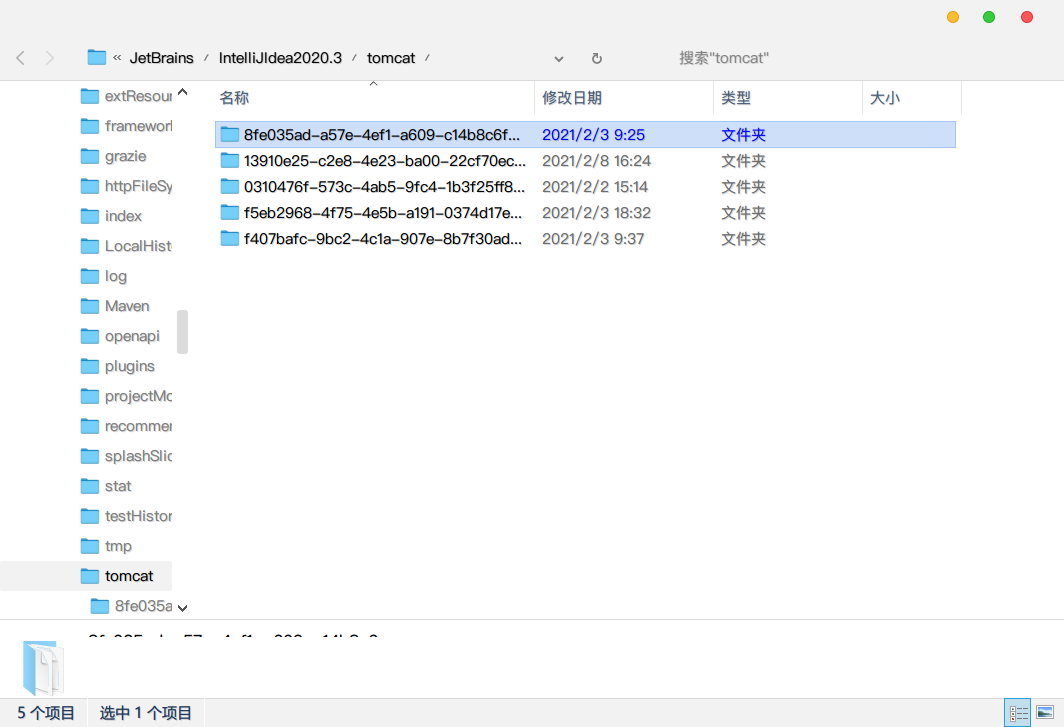 « JetBrains / IntelliJIdea2020.3 / tomcat / 搜索"tomcat"
名称 修改日期 类型 大小
8fe035ad-a57e-4ef1-a609-c14b8c6f... 2021/2/3 9:25 文件夹
13910e25-c2e8-4e23-ba00-22cf70ec... 2021/2/8 16:24 文件夹
0310476f-573c-4ab5-9fc4-1b3f25ff8... 2021/2/2 15:14 文件夹
f5eb2968-4f75-4e5b-a191-0374d17e... 2021/2/3 18:32 文件夹
f407bafc-9bc2-4c1a-907e-8b7f30ad... 2021/2/3 9:37 文件夹
extResour
framework
grazie
httpFileSy
index
LocalHist
log
Maven
openapi
plugins
projectMo
recommer
splashSlic
stat
testHistor
tmp
tomcat
8fe035a
5 个项目 选中 1 个项目